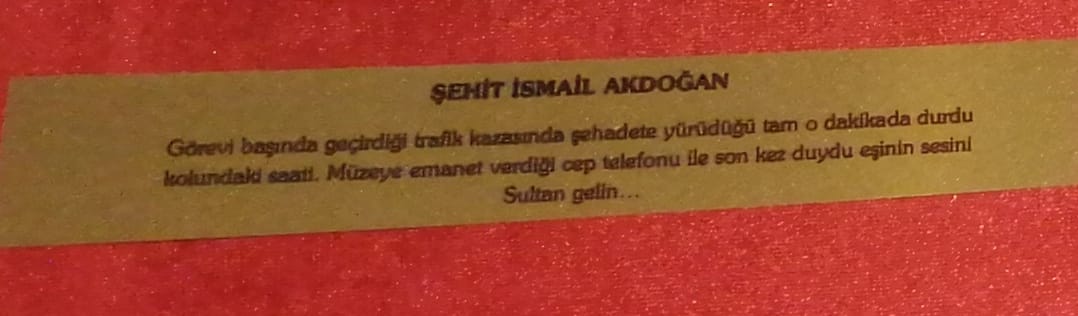 ŞEHİT İSMAİL AKDOĞAN
Görevi başında geçirdiği trafik kazasında şehadete yürüdüğü tam o dakikada durdu
kolundaki saati. Müzeye emanet verdiği cep telefonu ile son kez duydu eşinin sesini
Sultan gelin...